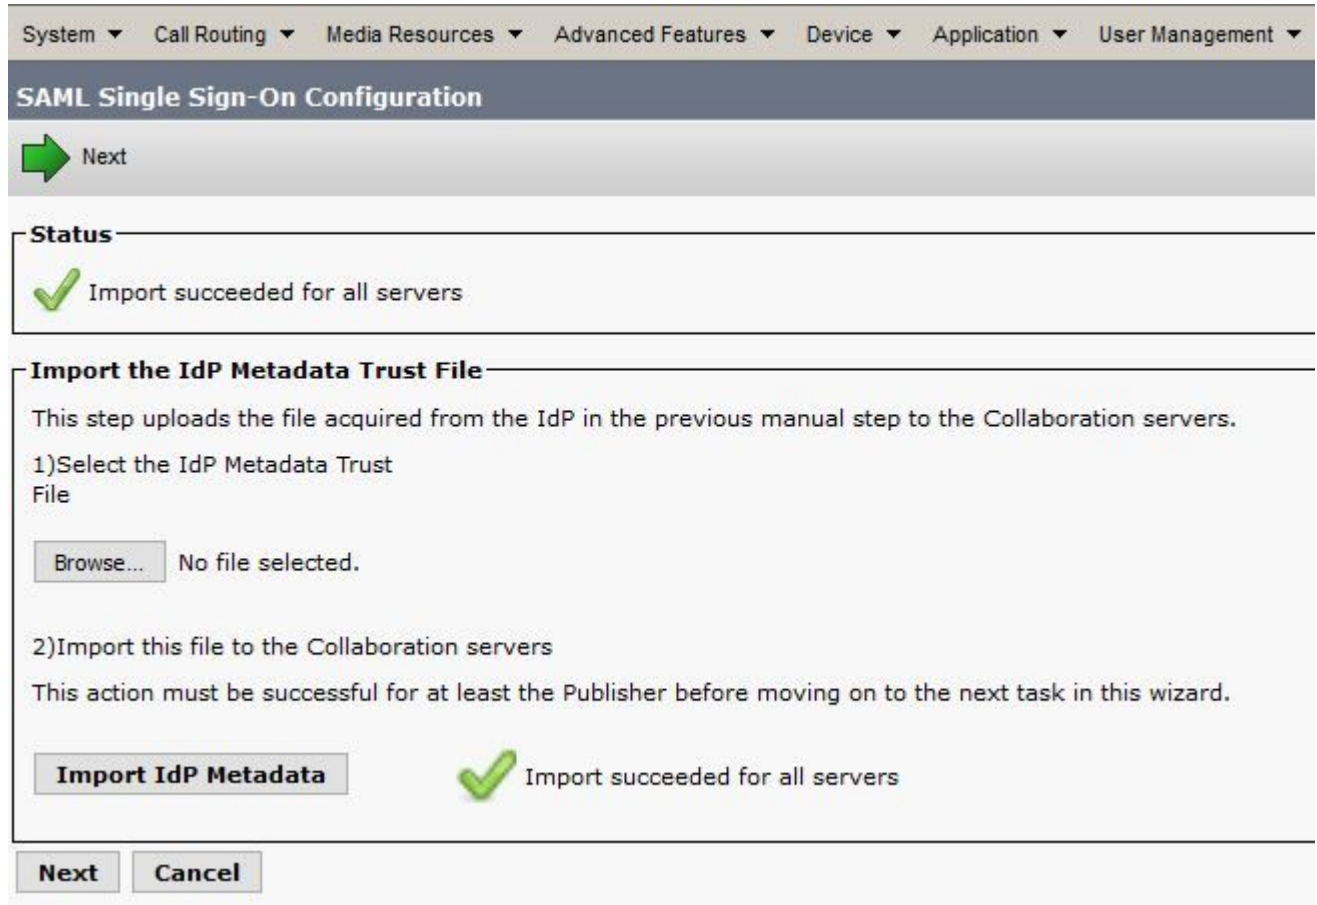 System Call Routing Media Resources Advanced Features Device Application User Management
SAML Single Sign-On Configuration
Next
Status
Import succeeded for all servers
Import the IdP Metadata Trust File
This step uploads the file acquired from the IdP in the previous manual step to the Collaboration servers.
1)Select the IdP Metadata Trust
File
Browse... No file selected.
2)Import this file to the Collaboration servers
This action must be successful for at least the Publisher before moving on to the next task in this wizard.
Import IdP Metadata Import succeeded for all servers
Next Cancel